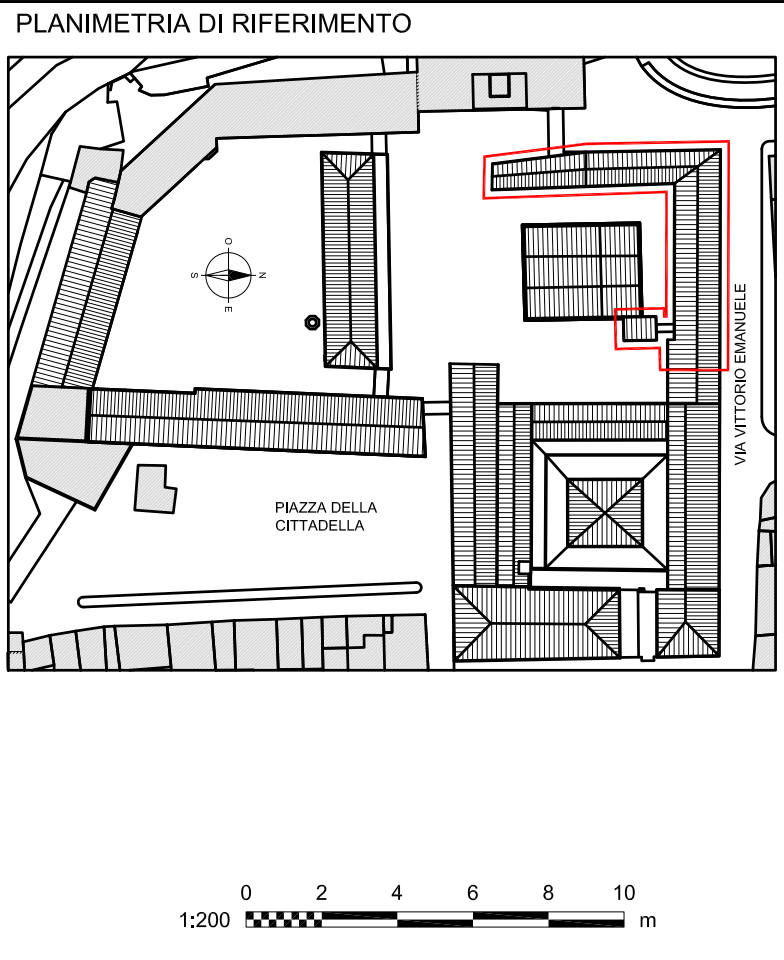 PLANIMETRIA DI RIFERIMENTO
O
S
N
E
VIA VITTORIO EMANUELE
PIAZZA DELLA
CITTADELLA
0 2 4 6 8 10
1:200 m